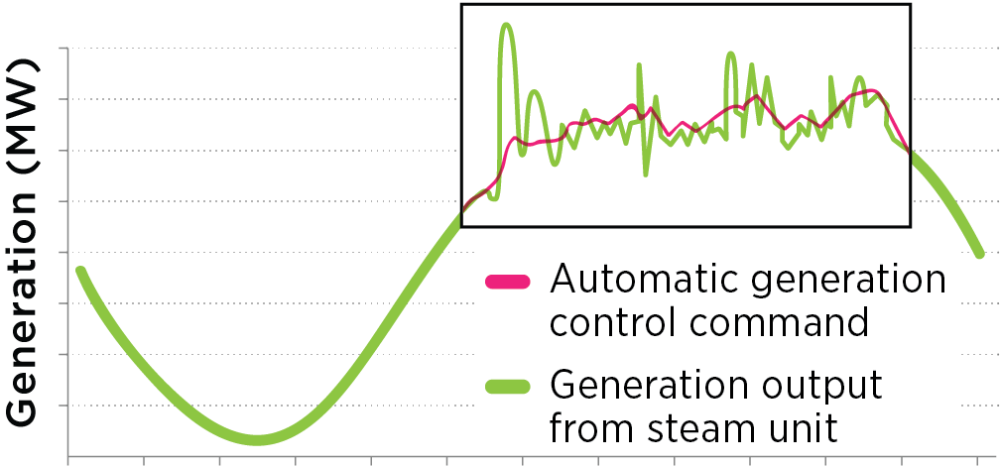 Generation (MW)
Automatic generation
control command
Generation output
from steam unit